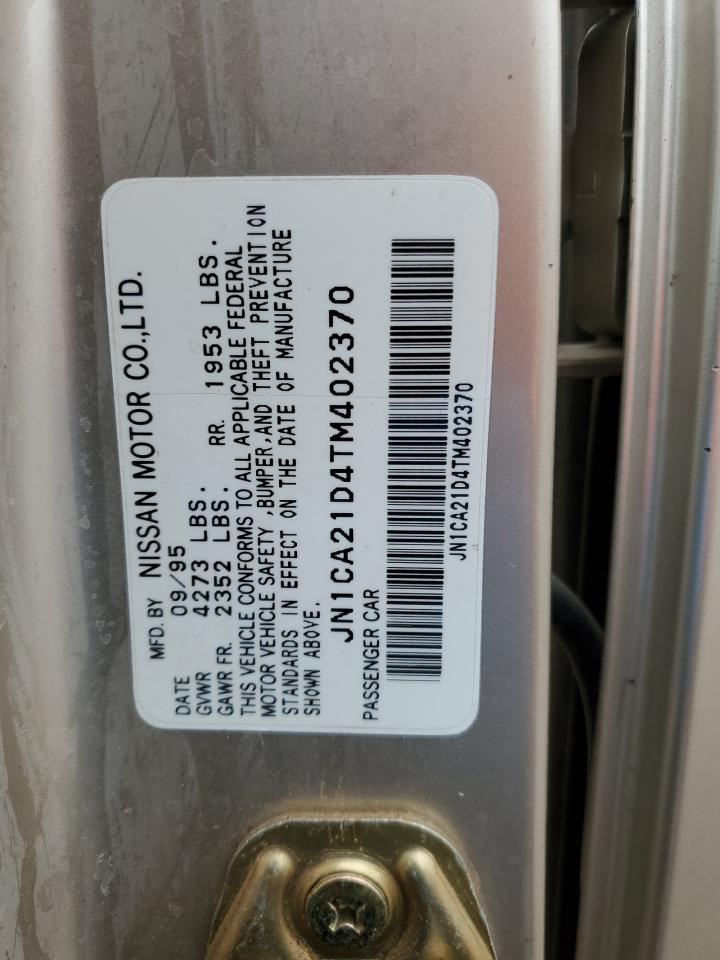 MFD. BY NISSAN MOTOR CO.,LTD.
DATE 09/95
GVWR 4273 LBS.
GAWR FR. 2352 LBS. RR. 1953 LBS.
THIS VEHICLE CONFORMS TO ALL APPLICABLE FEDERAL
MOTOR VEHICLE SAFETY ,BUMPER,AND THEFT PREVENTION
STANDARDS IN EFFECT ON THE DATE OF MANUFACTURE
SHOWN ABOVE.
JN1CA21D4TM402370
PASSENGER CAR
JN1CA21D4TM402370